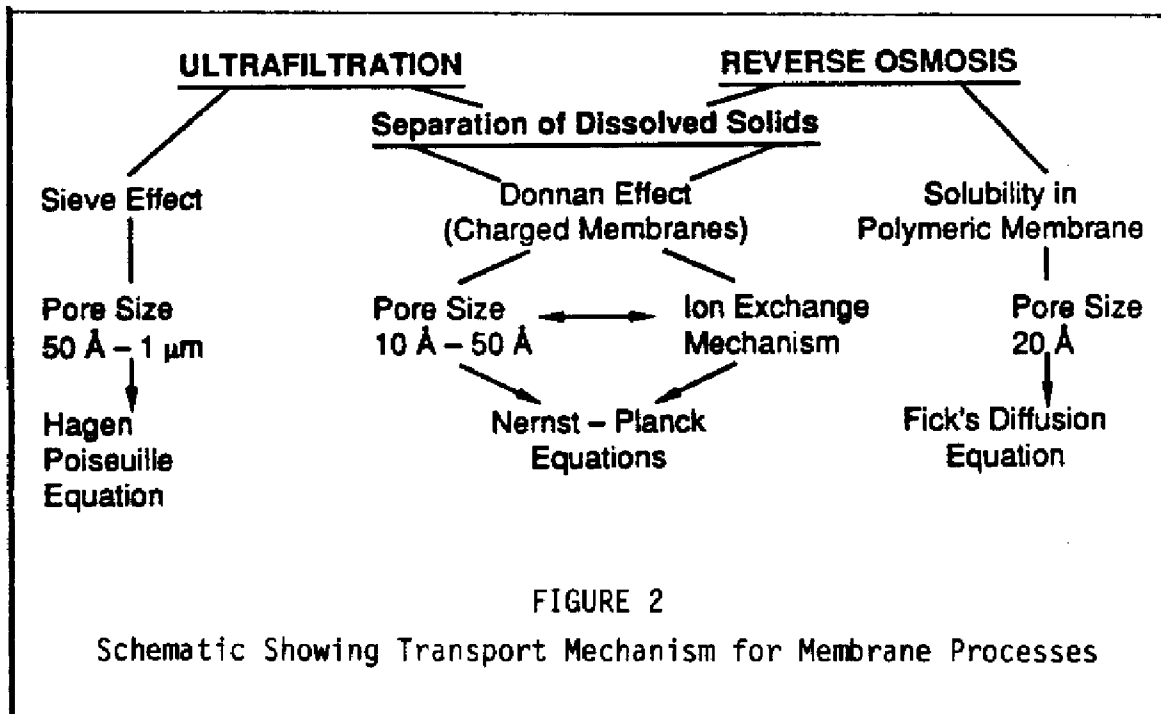 ULTRAFILTRATION
REVERSE OSMOSIS
Separation of Dissolved Solids
Sieve Effect
Donnan Effect
(Charged Membranes)
Solubility in
Polymeric Membrane
Pore Size
50 Å – 1 μm
Pore Size
10 Å – 50 Å
Ion Exchange
Mechanism
Pore Size
20 Å
Hagen
Poiseuille
Equation
Nernst – Planck
Equations
Fick's Diffusion
Equation
FIGURE 2
Schematic Showing Transport Mechanism for Membrane Processes